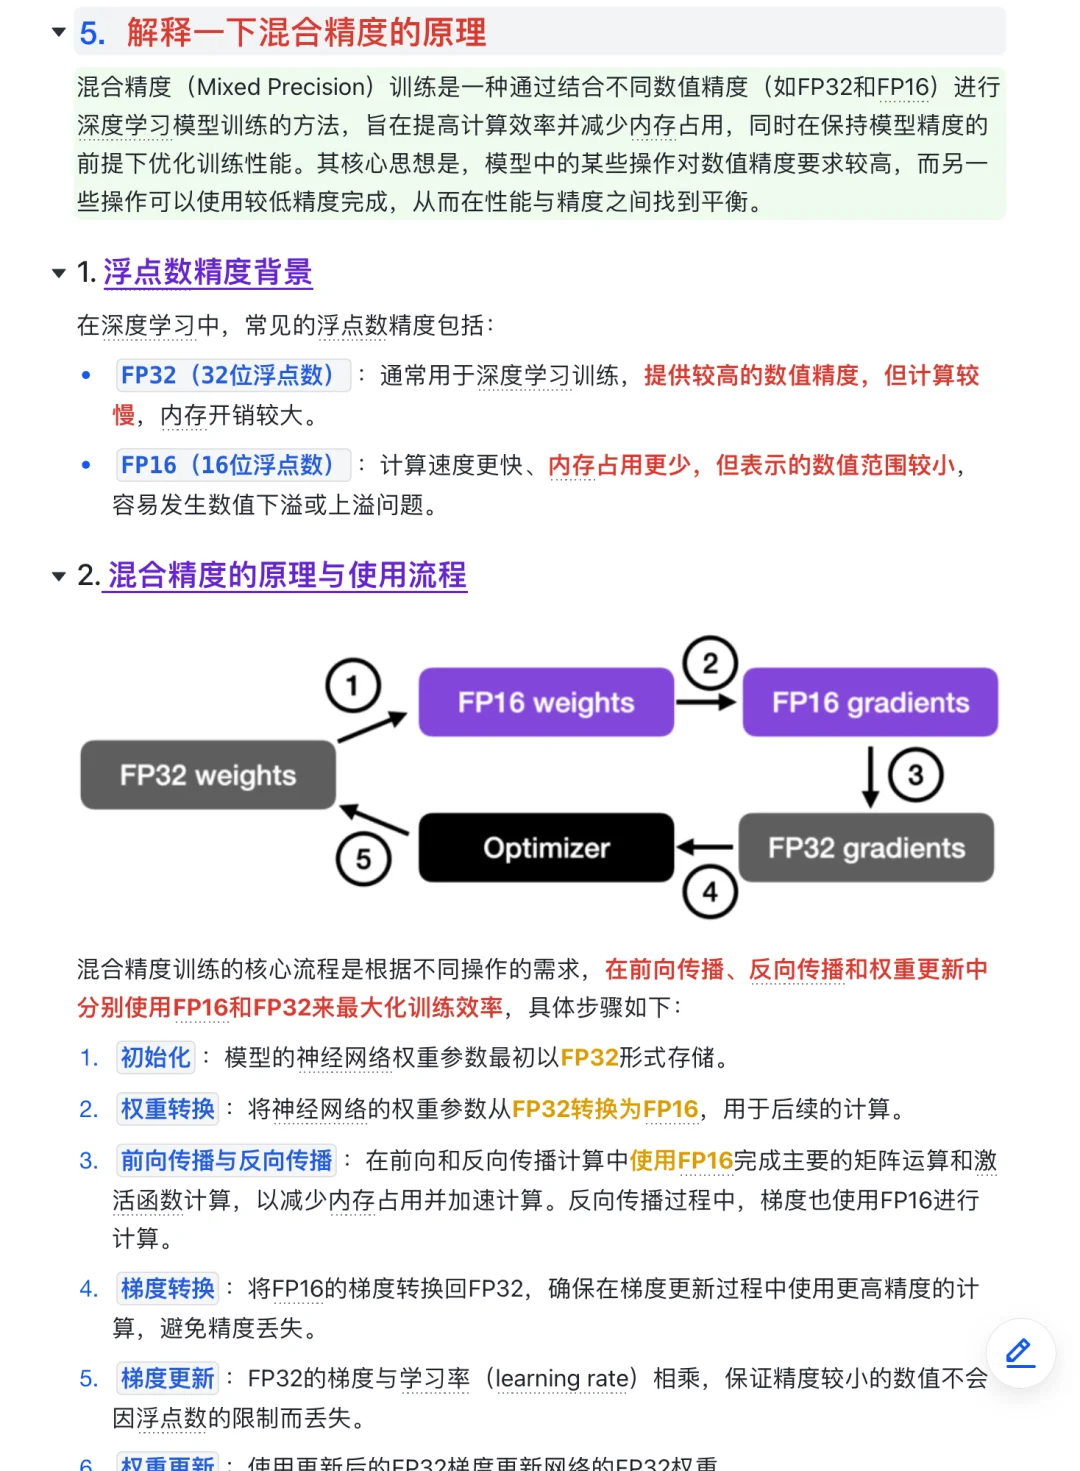 5. 解释一下混合精度的原理
混合精度（Mixed Precision）训练是一种通过结合不同数值精度（如FP32和FP16）进行
深度学习模型训练的方法，旨在提高计算效率并减少内存占用，同时在保持模型精度的
前提下优化训练性能。其核心思想是，模型中的某些操作对数值精度要求较高，而另一
些操作可以使用较低精度完成，从而在性能与精度之间找到平衡。
1. 浮点数精度背景
在深度学习中，常见的浮点数精度包括：
• FP32（32位浮点数）：通常用于深度学习训练，提供较高的数值精度，但计算较
慢，内存开销较大。
• FP16（16位浮点数）：计算速度更快、内存占用更少，但表示的数值范围较小，
容易发生数值下溢或上溢问题。
2. 混合精度的原理与使用流程
1
FP16 weights
2
FP16 gradients
FP32 weights
3
5
Optimizer
4
FP32 gradients
混合精度训练的核心流程是根据不同操作的需求，在前向传播、反向传播和权重更新中
分别使用FP16和FP32来最大化训练效率，具体步骤如下：
1. 初始化：模型的神经网络权重参数最初以FP32形式存储。
2. 权重转换：将神经网络的权重参数从FP32转换为FP16，用于后续的计算。
3. 前向传播与反向传播：在前向和反向传播计算中使用FP16完成主要的矩阵运算和激
活函数计算，以减少内存占用并加速计算。反向传播过程中，梯度也使用FP16进行
计算。
4. 梯度转换：将FP16的梯度转换回FP32，确保在梯度更新过程中使用更高精度的计
算，避免精度丢失。
5. 梯度更新：FP32的梯度与学习率（learning rate）相乘，保证精度较小的数值不会
因浮点数的限制而丢失。
6. 权重更新：使用更新后的FP32梯度更新网络的FP32权重